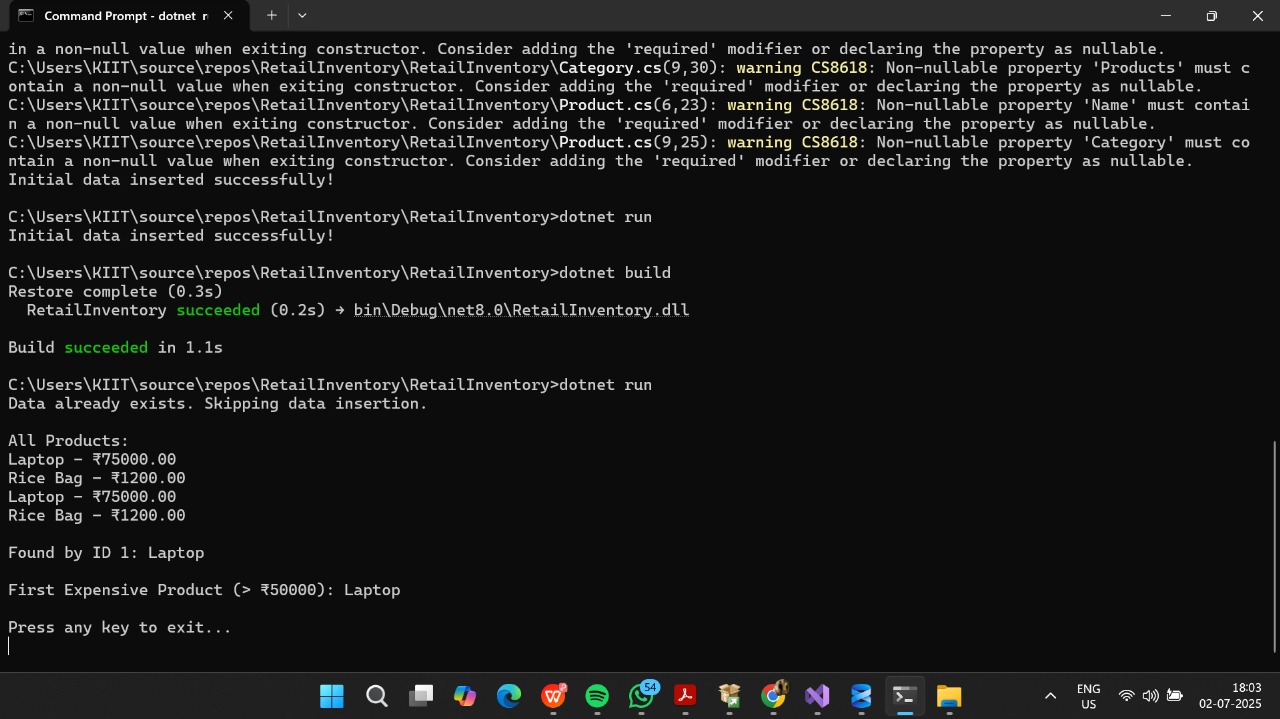 Command Prompt - dotnet r
in a non-null value when exiting constructor. Consider adding the 'required' modifier or declaring the property as nullable.
C:\Users\KIIT\source\repos\RetailInventory\RetailInventory\Category.cs(9,30): warning CS8618: Non-nullable property 'Products' must c
ontain a non-null value when exiting constructor. Consider adding the 'required' modifier or declaring the property as nullable.
C:\Users\KIIT\source\repos\RetailInventory\RetailInventory\Product.cs(6,23): warning CS8618: Non-nullable property 'Name' must contai
n a non-null value when exiting constructor. Consider adding the 'required' modifier or declaring the property as nullable.
C:\Users\KIIT\source\repos\RetailInventory\RetailInventory\Product.cs(9,25): warning CS8618: Non-nullable property 'Category' must co
ntain a non-null value when exiting constructor. Consider adding the 'required' modifier or declaring the property as nullable.
Initial data inserted successfully!
C:\Users\KIIT\source\repos\RetailInventory\RetailInventory>dotnet run
Initial data inserted successfully!
C:\Users\KIIT\source\repos\RetailInventory\RetailInventory>dotnet build
Restore complete (0.3s)
RetailInventory succeeded (0.2s) → bin\Debug\net8.0\RetailInventory.dll
Build succeeded in 1.1s
C:\Users\KIIT\source\repos\RetailInventory\RetailInventory>dotnet run
Data already exists. Skipping data insertion.
All Products:
Laptop - ₹75000.00
Rice Bag - ₹1200.00
Laptop - ₹75000.00
Rice Bag - ₹1200.00
Found by ID 1: Laptop
First Expensive Product (> ₹50000): Laptop
Press any key to exit...
54
ENG
US
18:03
02-07-2025